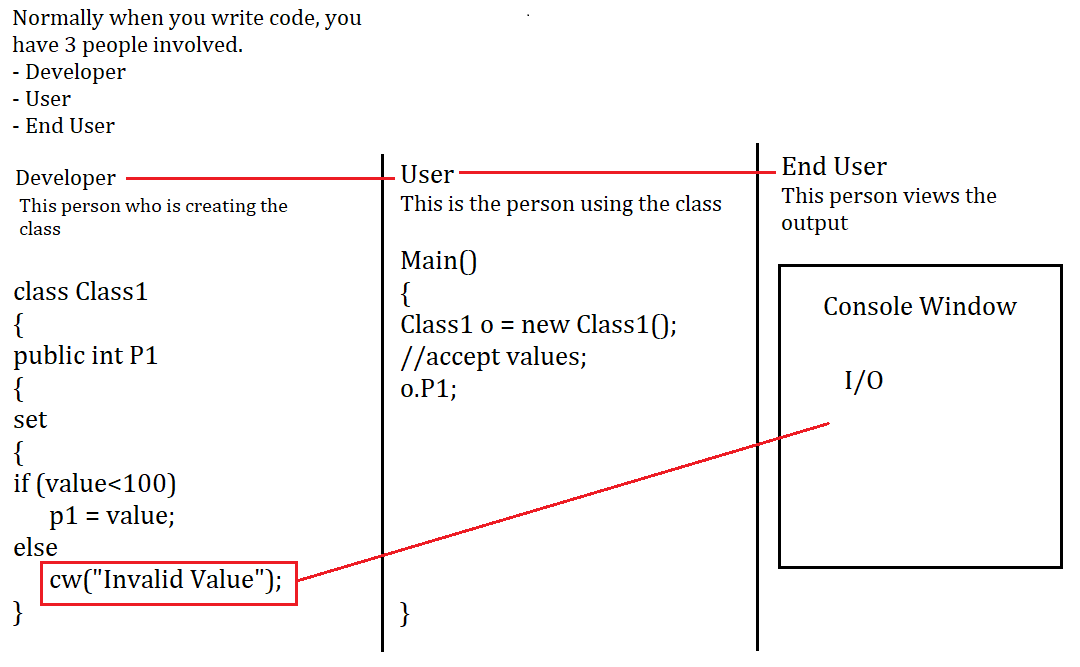 Normally when you write code, you
have 3 people involved.
- Developer
- User
- End User
Developer
This person who is creating the
class
class Class1
{
public int P1
{
set
{
if (value<100)
p1 = value;
else
cw("Invalid Value");
}
User
This is the person using the class
Main()
{
Class1 o = new Class1();
//accept values;
o.P1;
}
End User
This person views the
output
Console Window
I/O